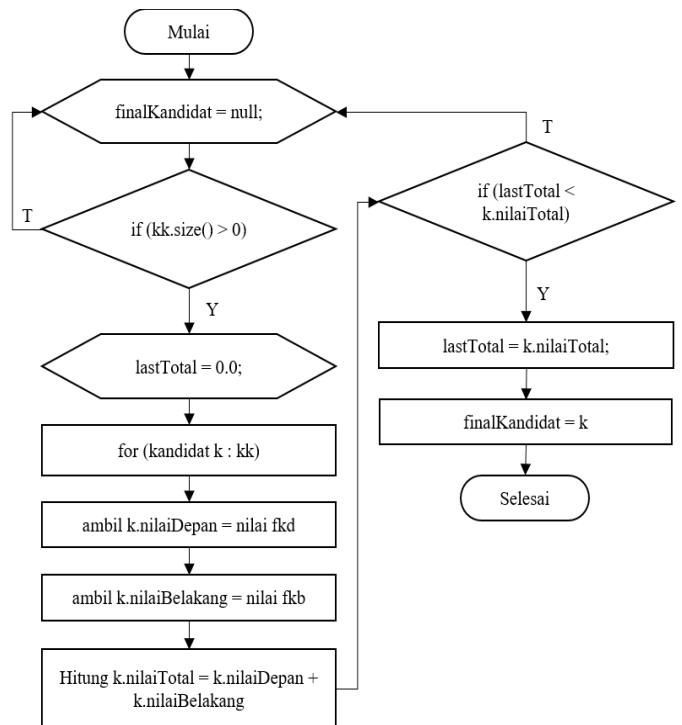 Mulai
finalKandidat = null;
T
if (kk.size() > 0)
Y
lastTotal = 0.0;
for (kandidat k : kk)
ambil k.nilaiDepan = nilai fkd
ambil k.nilaiBelakang = nilai fkb
Hitung k.nilaiTotal = k.nilaiDepan +
k.nilaiBelakang
T
if (lastTotal <
k.nilaiTotal)
Y
lastTotal = k.nilaiTotal;
finalKandidat = k
Selesai